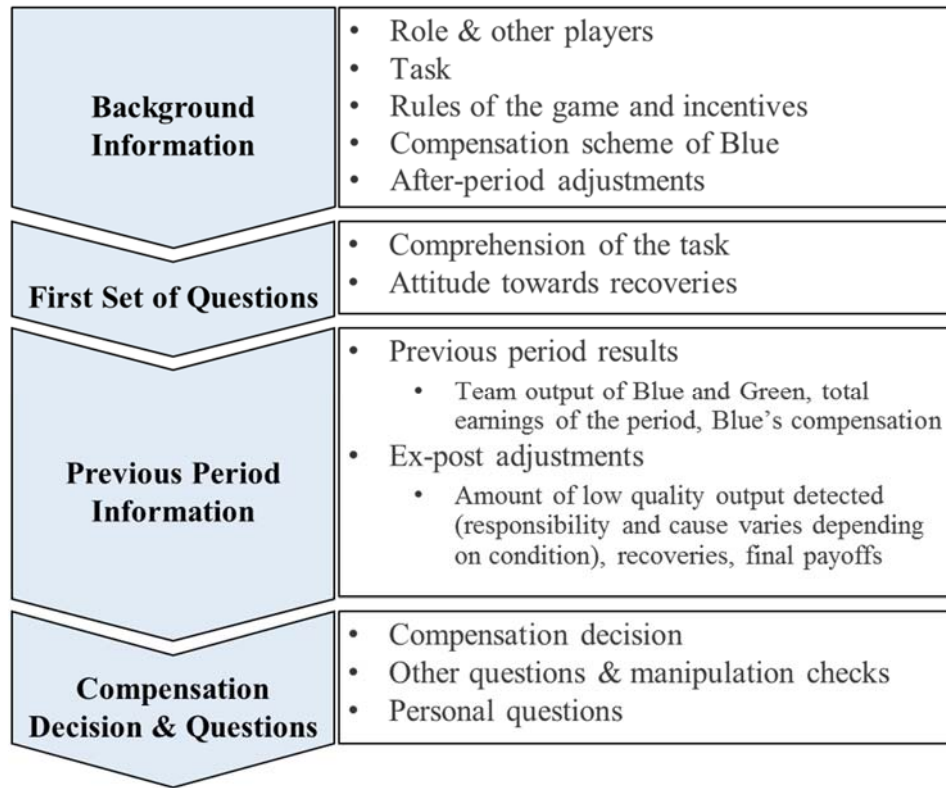 Background
Information
• Role & other players
• Task
• Rules of the game and incentives
• Compensation scheme of Blue
• After-period adjustments
First Set of Questions
• Comprehension of the task
• Attitude towards recoveries
Previous Period
Information
• Previous period results
• Team output of Blue and Green, total
earnings of the period, Blue's compensation
• Ex-post adjustments
• Amount of low quality output detected
(responsibility and cause varies depending
on condition), recoveries, final payoffs
Compensation
Decision & Questions
• Compensation decision
• Other questions & manipulation checks
• Personal questions